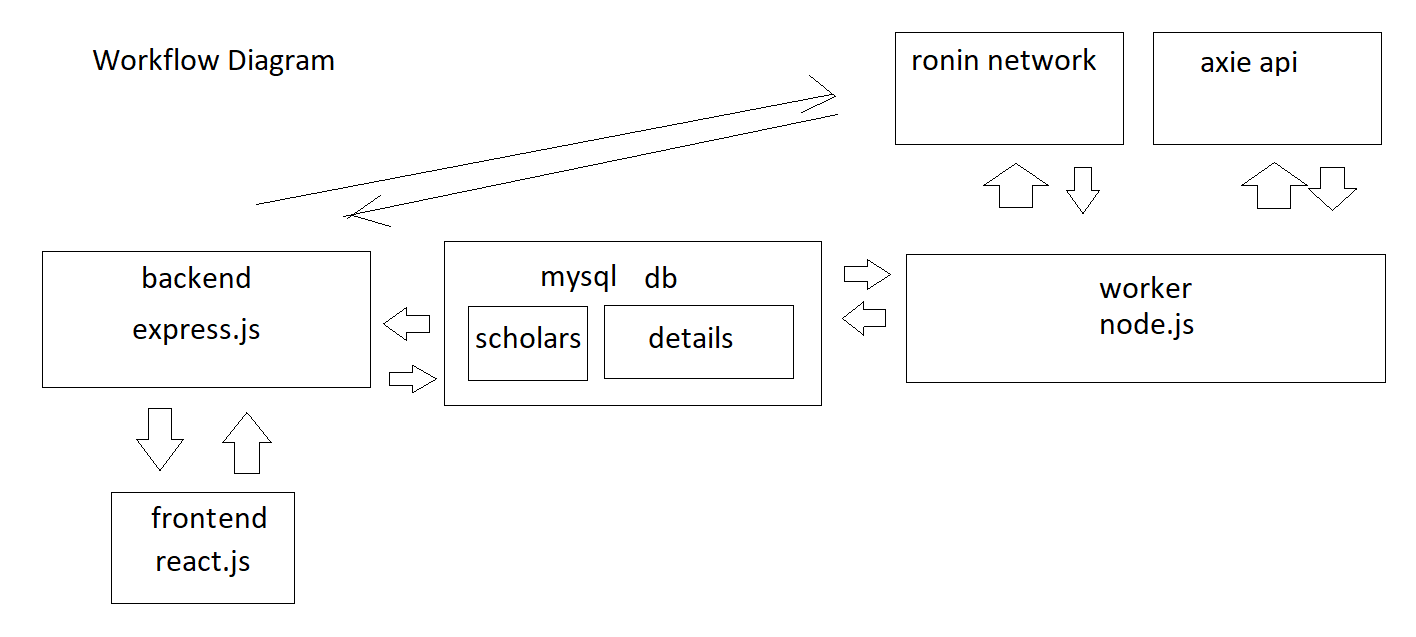 Workflow Diagram
ronin network
axie api
backend
express.js
mysql db
scholars
details
worker
node.js
frontend
react.js